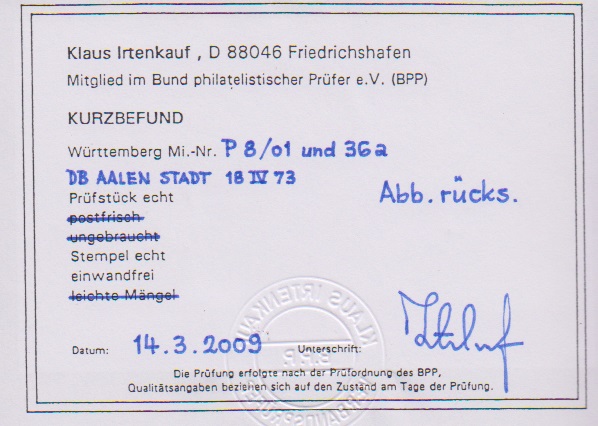 Klaus Irtenkauf , D 88046 Friedrichshafen
Mitglied im Bund philatelistischer Prüfer e.V. (BPP)
KURZBEFUND
Württemberg Mi.-Nr. P 8/01 und 36a
DB AALEN STADT 18 IV 73
Abb. rücks.
Prüfstück echt
postfrisch
ungebraucht
Stempel echt
einwandfrei
leichte Mängel
KLAUS IRTENKAUF
B.P.P.
VERBANDSPRÜFER
Datum: 14.3.2009 Unterschrift:
Die Prüfung erfolgte nach der Prüfordnung des BPP,
Qualitätsangaben beziehen sich auf den Zustand am Tage der Prüfung.